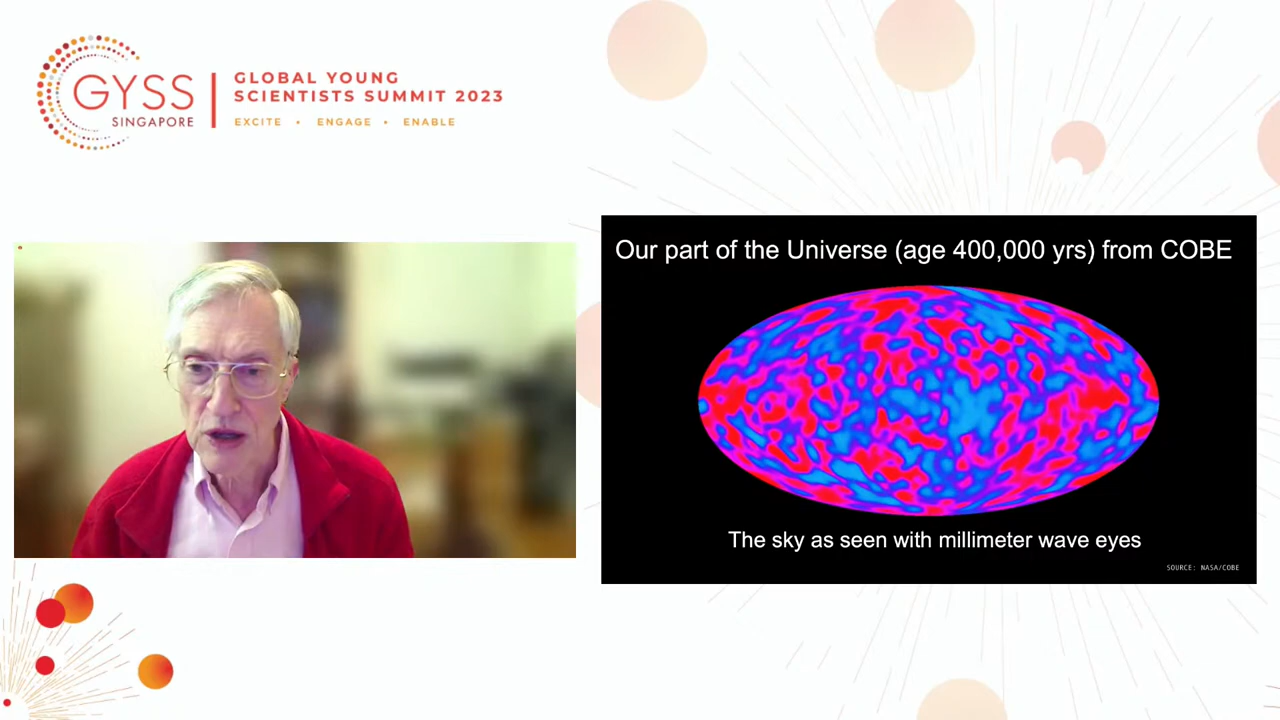 GYSS
SINGAPORE
GLOBAL YOUNG
SCIENTISTS SUMMIT 2023
EXCITE • ENGAGE • ENABLE
Our part of the Universe (age 400,000 yrs) from COBE
The sky as seen with millimeter wave eyes
SOURCE: NASA/COBE